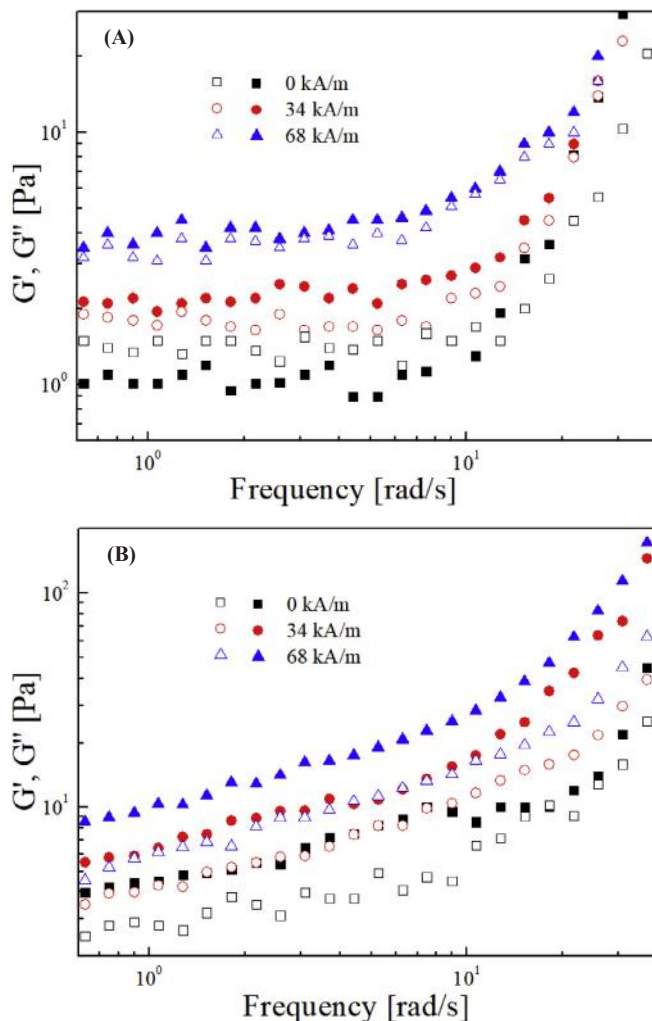 (A)
0 kA/m
34 kA/m
68 kA/m
10¹
10⁰
G', G" [Pa]
10⁰
10¹
Frequency [rad/s]
(B)
10²
0 kA/m
34 kA/m
68 kA/m
10¹
G', G" [Pa]
10⁰
10¹
Frequency [rad/s]